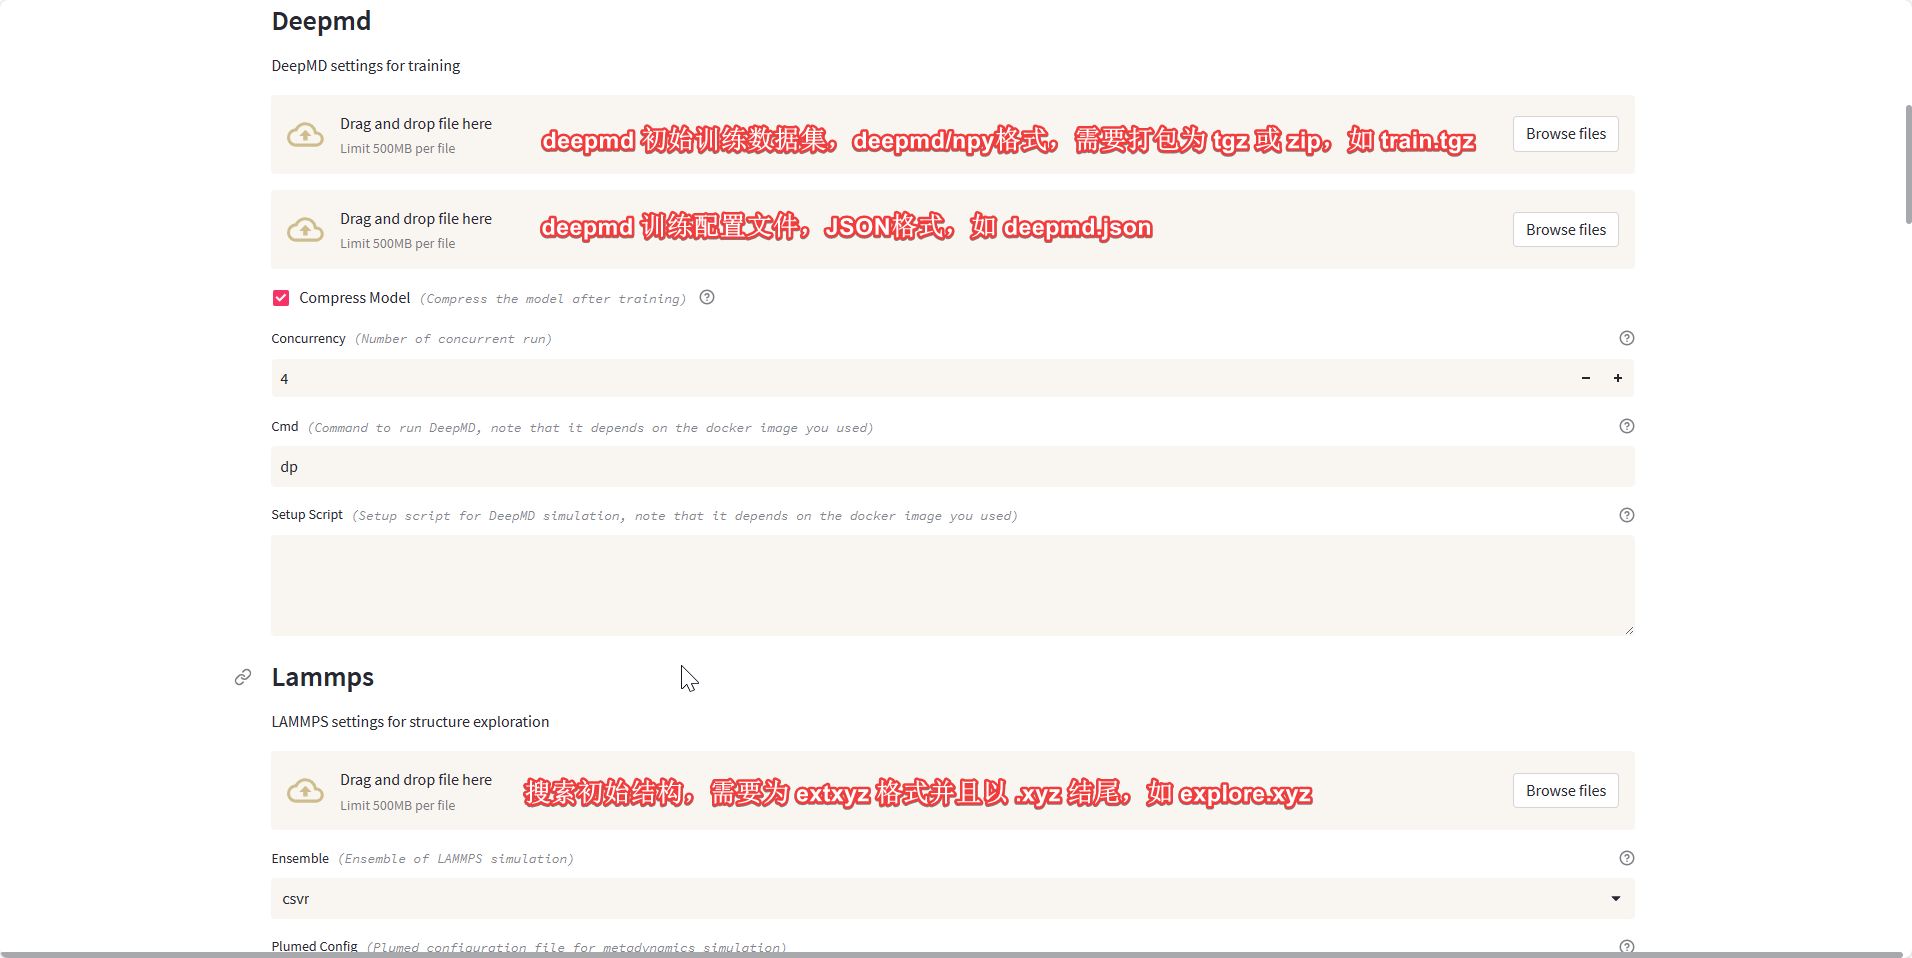 Deepmd
DeepMD settings for training
Drag and drop file here
Limit 500MB per file
deepmd 初始训练数据集，deepmd/npy格式，需要打包为 tgz 或 zip，如 train.tgz
Browse files
Drag and drop file here
Limit 500MB per file
deepmd 训练配置文件，JSON格式，如 deepmd.json
Browse files
Compress Model (Compress the model after training)
Concurrency (Number of concurrent run)
4
Cmd (Command to run DeepMD, note that it depends on the docker image you used)
dp
Setup Script (Setup script for DeepMD simulation, note that it depends on the docker image you used)
Lammps
LAMMPS settings for structure exploration
Drag and drop file here
Limit 500MB per file
搜索初始结构，需要为 extxyz 格式并且以 .xyz 结尾，如 explore.xyz
Browse files
Ensemble (Ensemble of LAMMPS simulation)
csvr
Plumed Config (Plumed configuration file for metadynamics simulation)